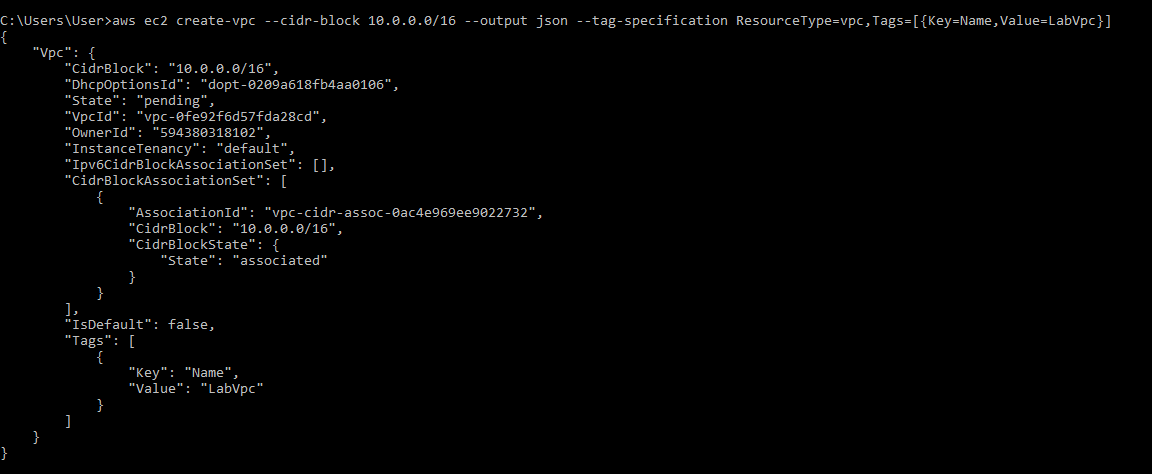 C:\Users\User>aws ec2 create-vpc --cidr-block 10.0.0.0/16 --output json --tag-specification ResourceType=vpc,Tags=[{Key=Name,Value=LabVpc}]
{
    "Vpc": {
        "CidrBlock": "10.0.0.0/16",
        "DhcpOptionsId": "dopt-0209a618fb4aa0106",
        "State": "pending",
        "VpcId": "vpc-0fe92f6d57fda28cd",
        "OwnerId": "594380318102",
        "InstanceTenancy": "default",
        "Ipv6CidrBlockAssociationSet": [],
        "CidrBlockAssociationSet": [
            {
                "AssociationId": "vpc-cidr-assoc-0ac4e969ee9022732",
                "CidrBlock": "10.0.0.0/16",
                "CidrBlockState": {
                    "State": "associated"
                }
            }
        ],
        "IsDefault": false,
        "Tags": [
            {
                "Key": "Name",
                "Value": "LabVpc"
            }
        ]
    }
}